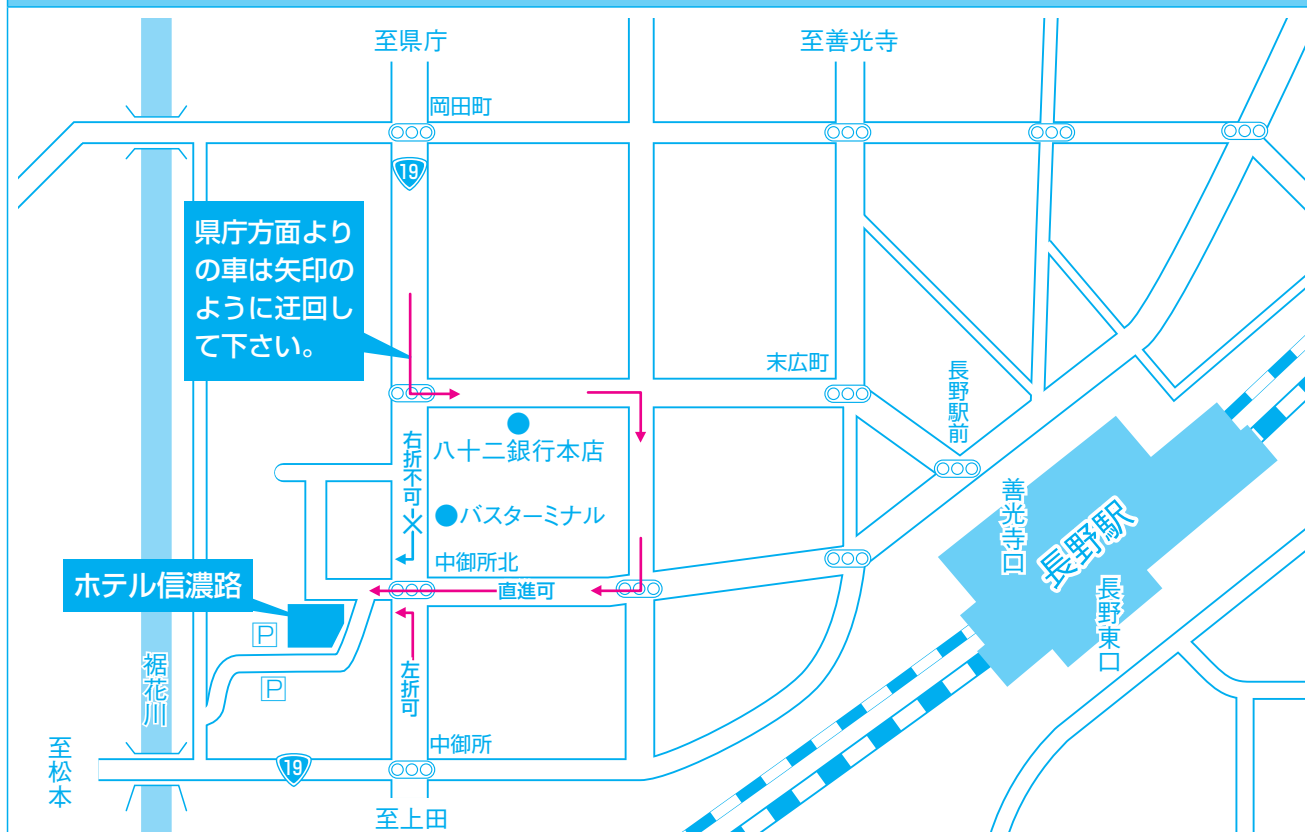 至県庁
至善光寺
岡田町
19
県庁方面より
の車は矢印の
ように迂回し
て下さい。
末広町
長野駅前
八十二銀行本店
右折不可
バスターミナル
善光寺口
長野駅
中御所北
直進可
ホテル信濃路
長野東口
P
P
裾花川
左折可
中御所
19
至松本
至上田